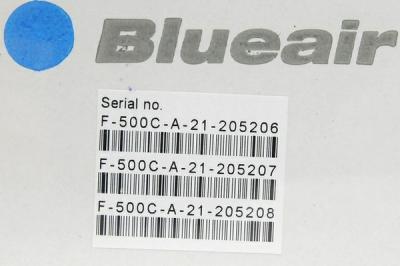 Blueair
Serial no.
F-500C-A-21-205206
F-500C-A-21-205207
F-500C-A-21-205208